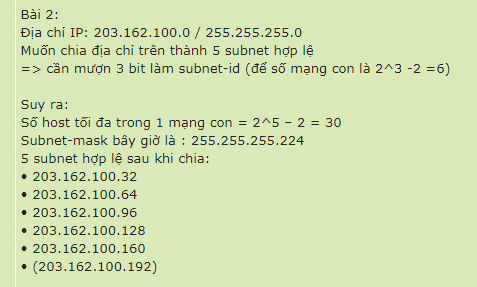 Bài 2:
Địa chỉ IP: 203.162.100.0 / 255.255.255.0
Muốn chia địa chỉ trên thành 5 subnet hợp lệ
=> cần mượn 3 bit làm subnet-id (để số mạng con là 2^3 -2 =6)
Suy ra:
Số host tối đa trong 1 mạng con = 2^5 – 2 = 30
Subnet-mask bây giờ là : 255.255.255.224
5 subnet hợp lệ sau khi chia:
• 203.162.100.32
• 203.162.100.64
• 203.162.100.96
• 203.162.100.128
• 203.162.100.160
• (203.162.100.192)